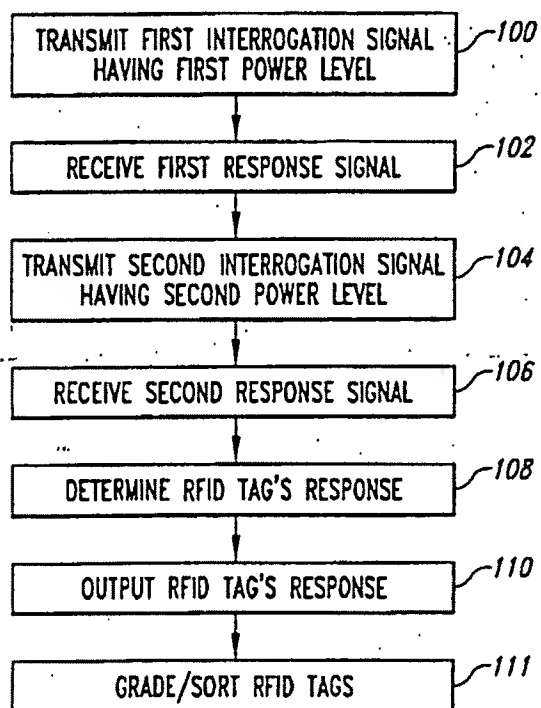 TRANSMIT FIRST INTERROGATION SIGNAL
HAVING FIRST POWER LEVEL
100
RECEIVE FIRST RESPONSE SIGNAL
102
TRANSMIT SECOND INTERROGATION SIGNAL
HAVING SECOND POWER LEVEL
104
RECEIVE SECOND RESPONSE SIGNAL
106
DETERMINE RFID TAG'S RESPONSE
108
OUTPUT RFID TAG'S RESPONSE
110
GRADE/SORT RFID TAGS
111